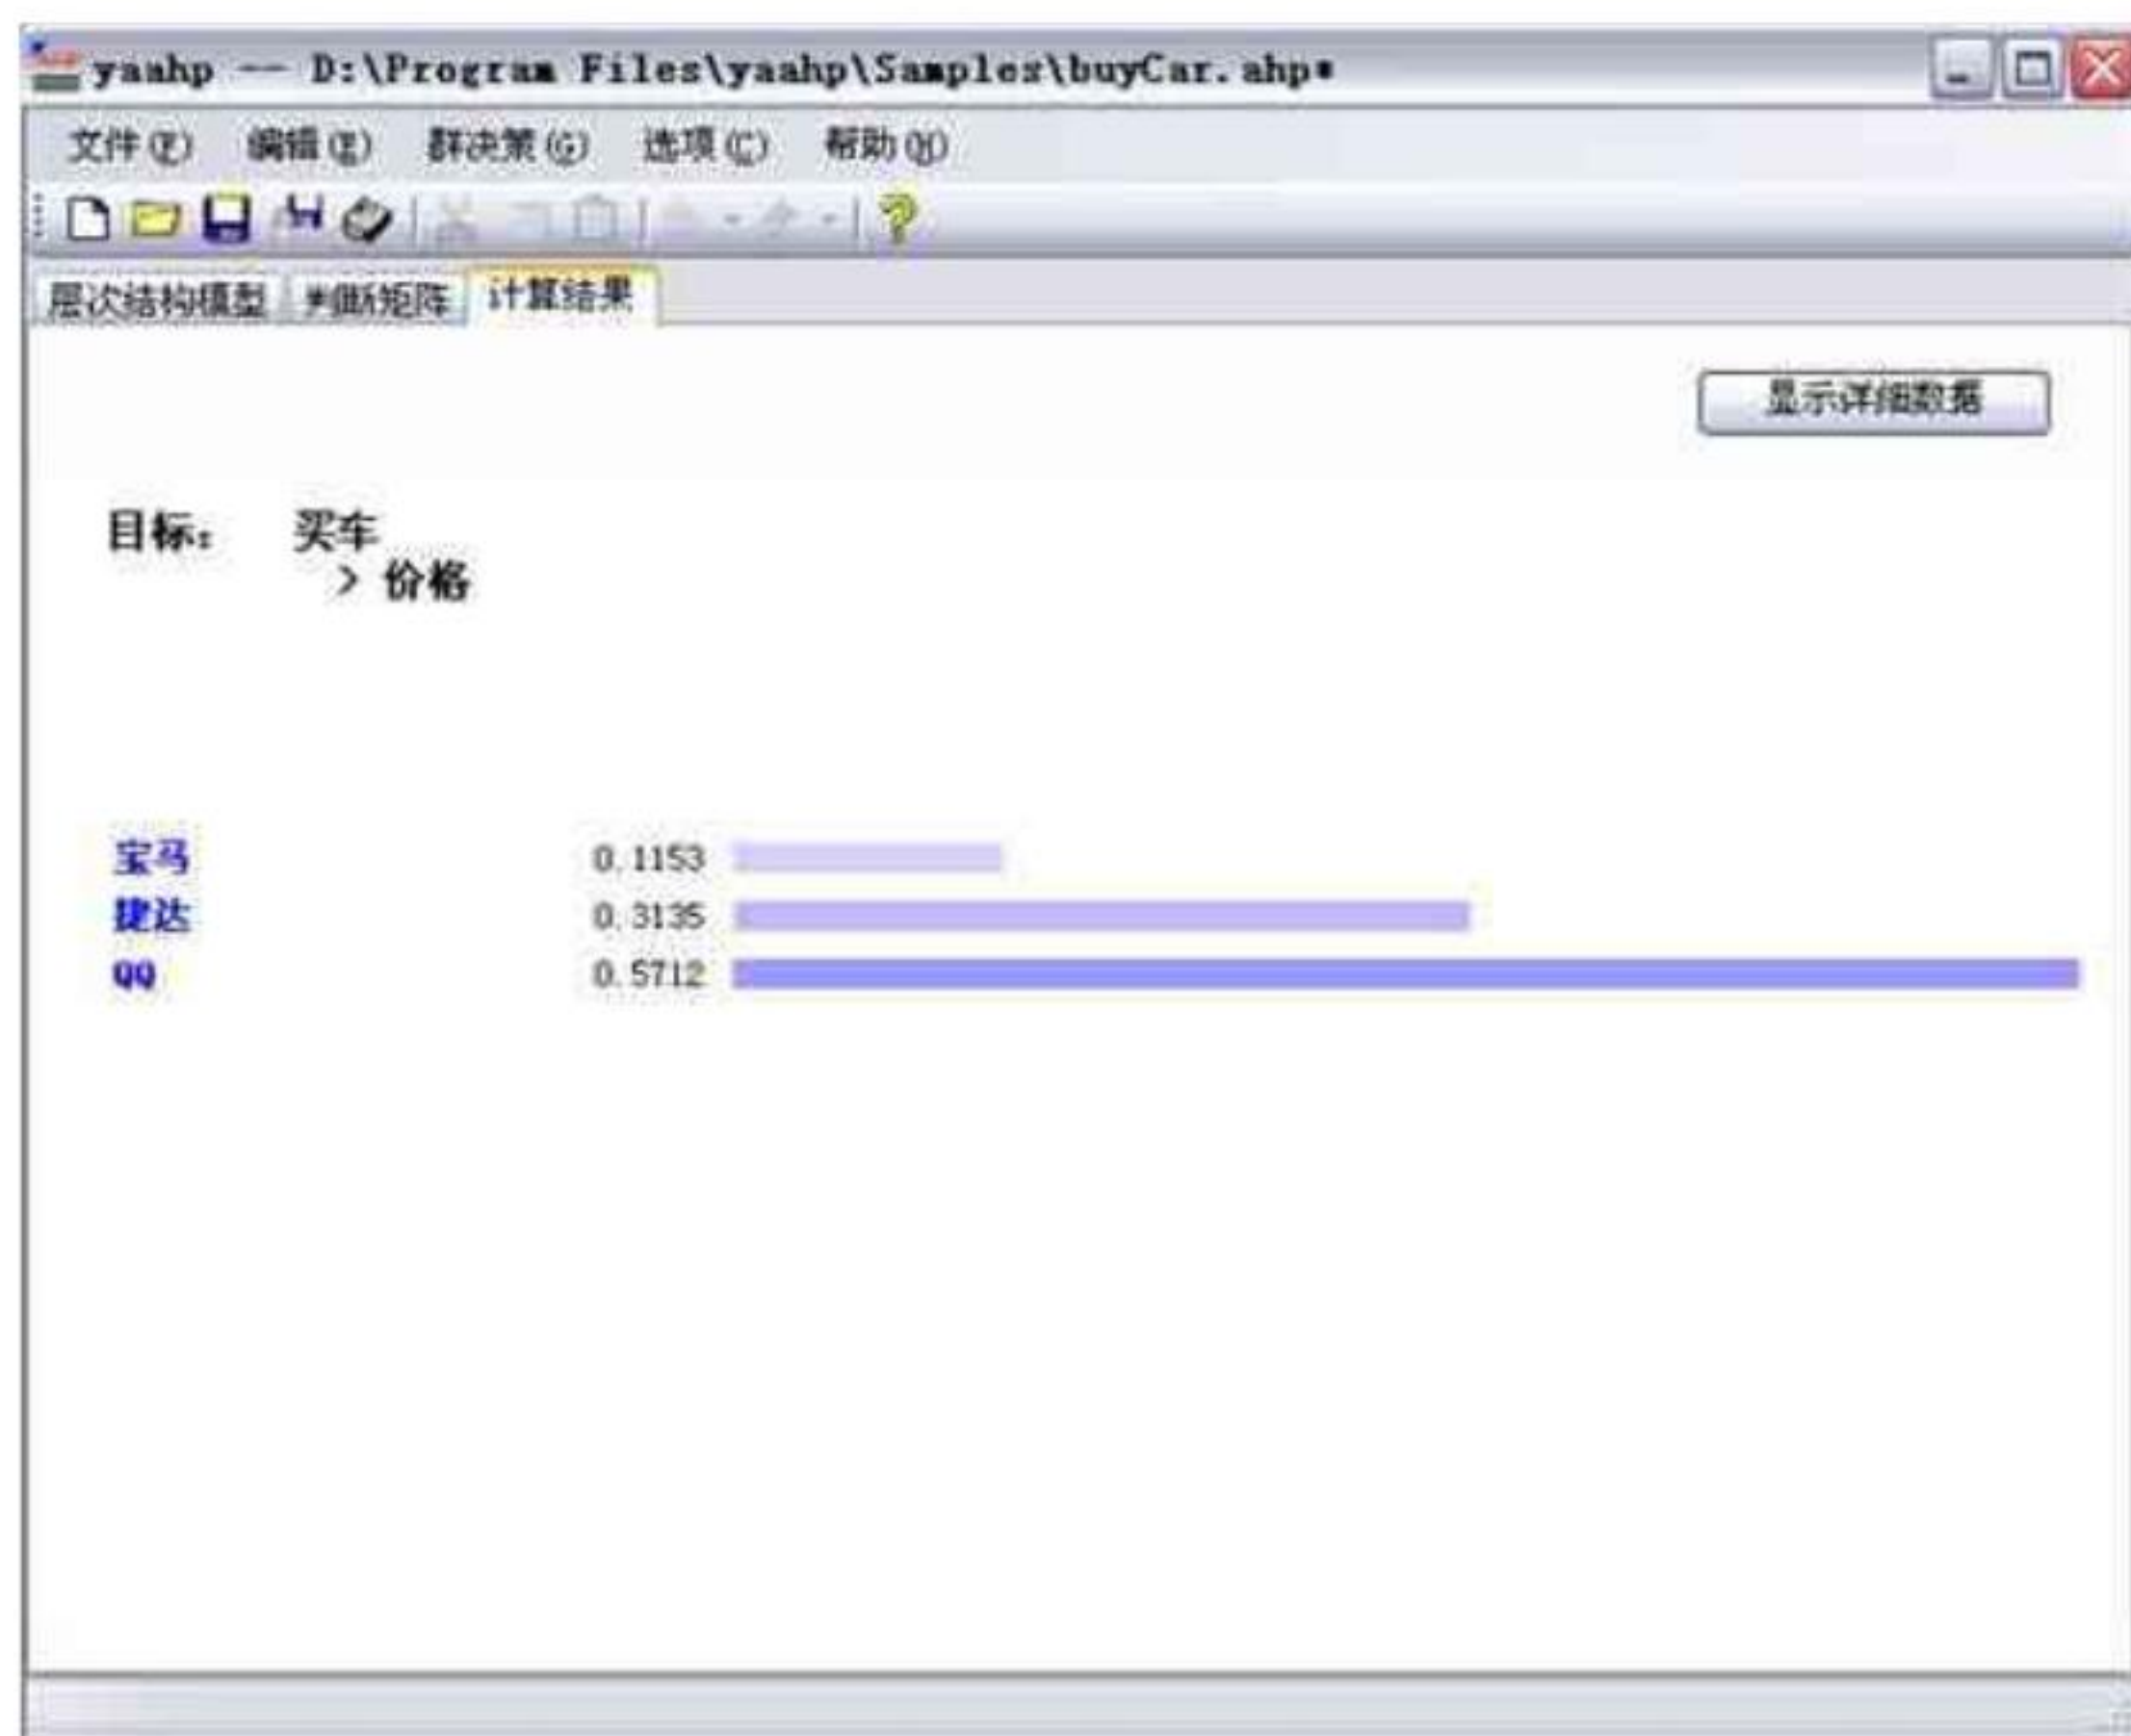 yaahp -- D:\Program Files\yaahp\Samples\buyCar.ahp*
文件(F) 编辑(E) 群决策(G) 选项(C) 帮助(H)
层次结构模型 判断矩阵 计算结果
显示详细数据
目标: 买车
> 价格
宝马 0.1153
捷达 0.3135
QQ 0.5712